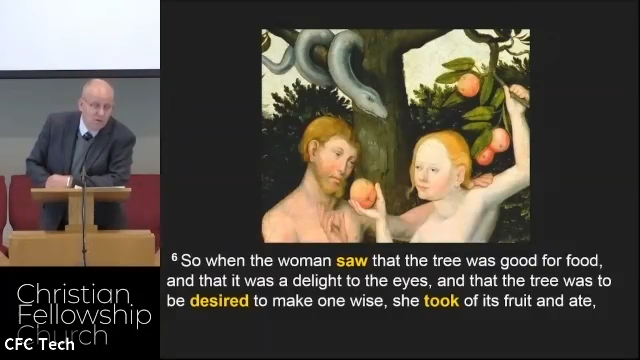 ⁶ So when the woman saw that the tree was good for food,
and that it was a delight to the eyes, and that the tree was to
be desired to make one wise, she took of its fruit and ate,
Christian
Fellowship
Church
CFC Tech